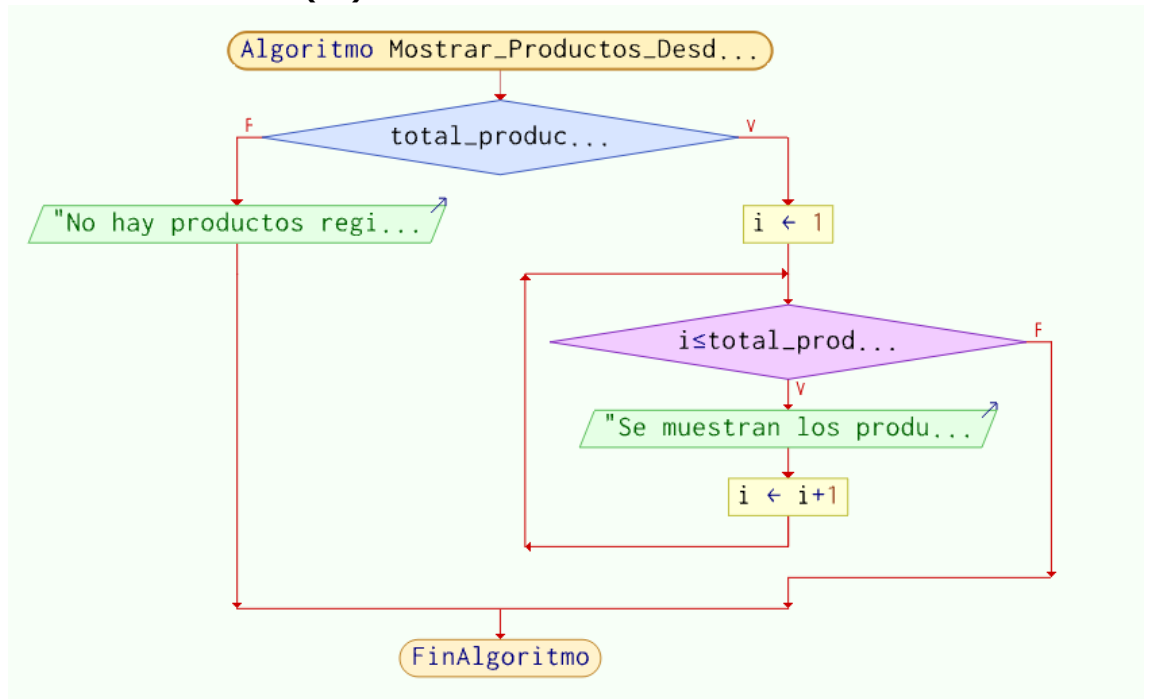 Algoritmo Mostrar_Productos_Desd...
F
total_produc...
V
"No hay productos regi...
i ← 1
i≤total_prod...
F
V
"Se muestran los produ...
i ← i+1
FinAlgoritmo